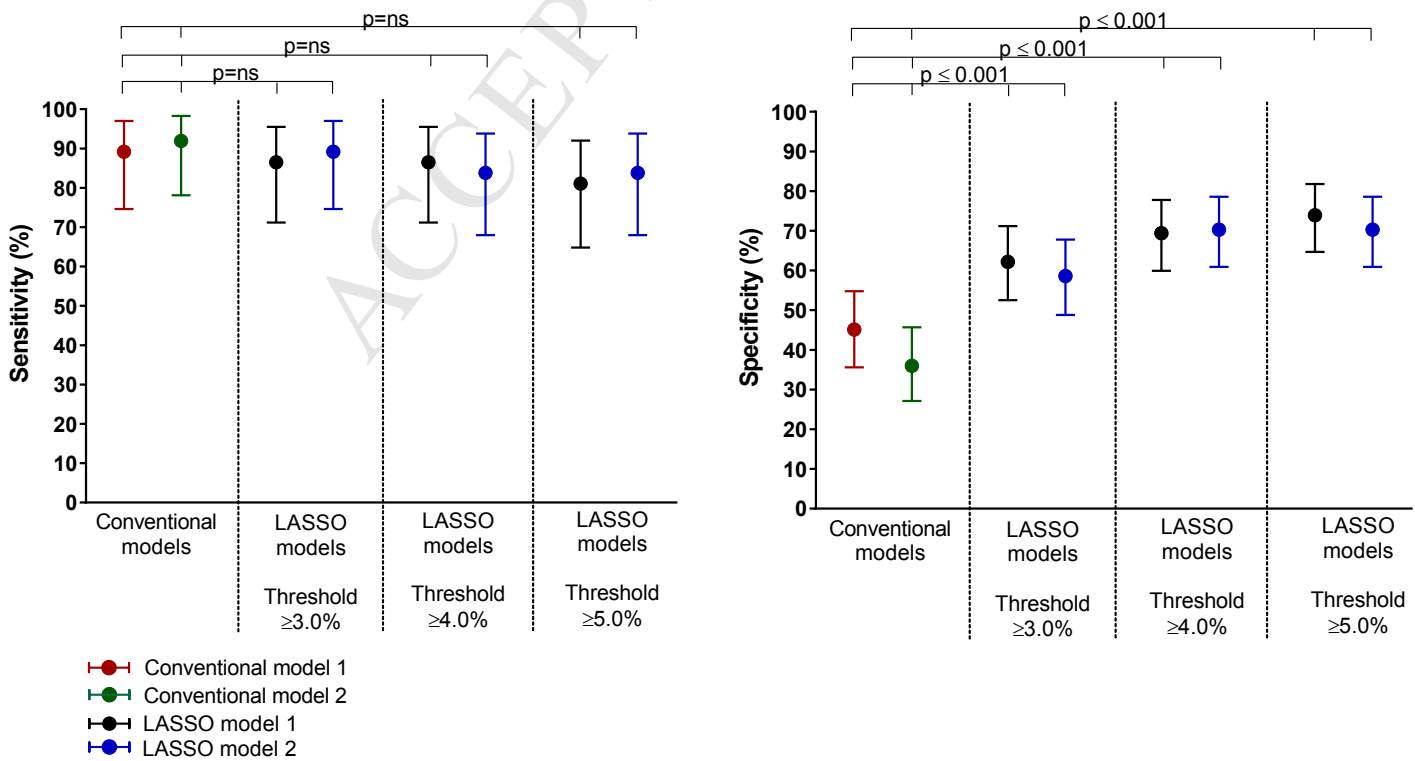 p=ns
p=ns
p=ns
100
90
80
70
60
50
40
30
20
10
0
Sensitivity (%)
Conventional
models
LASSO
models
Threshold
≥3.0%
LASSO
models
Threshold
≥4.0%
LASSO
models
Threshold
≥5.0%
p ≤ 0.001
p ≤ 0.001
p ≤ 0.001
100
90
80
70
60
50
40
30
20
10
0
Specificity (%)
Conventional
models
LASSO
models
Threshold
≥3.0%
LASSO
models
Threshold
≥4.0%
LASSO
models
Threshold
≥5.0%
Conventional model 1
Conventional model 2
LASSO model 1
LASSO model 2
ACCEP